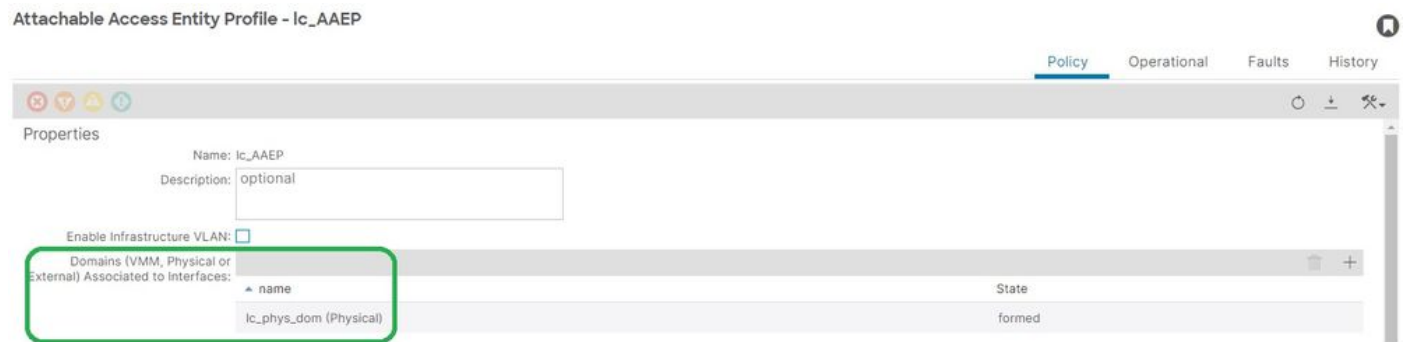 Attachable Access Entity Profile - lc_AAEP
Policy Operational Faults History
Properties
Name: lc_AAEP
Description: optional
Enable Infrastructure VLAN:
Domains (VMM, Physical or
External) Associated to Interfaces:
name State
lc_phys_dom (Physical) formed